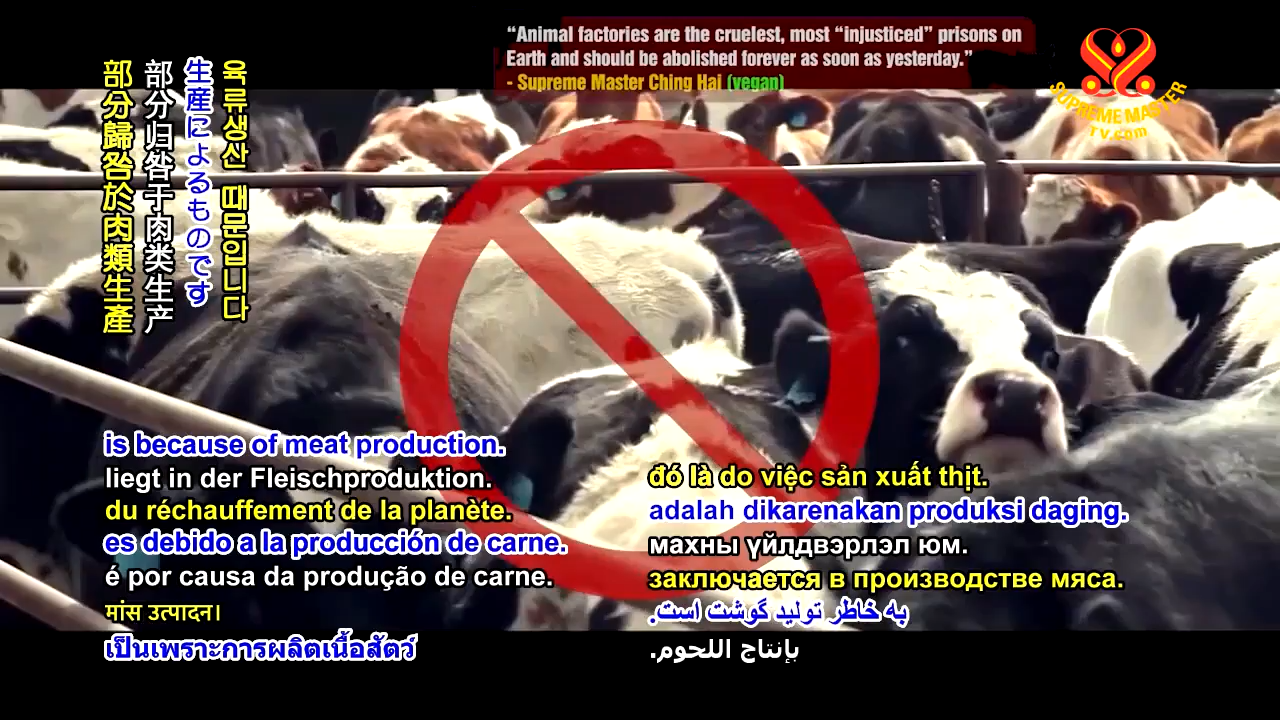 “Animal factories are the cruelest, most “injusticed” prisons on
Earth and should be abolished forever as soon as yesterday.”
- Supreme Master Ching Hai (vegan)
SUPREME MASTER
TV.com
육류생산 때문입니다
生産によるものです
部分归咎于肉类生产
部分歸咎於肉類生產
is because of meat production.
liegt in der Fleischproduktion.
du réchauffement de la planète.
es debido a la producción de carne.
é por causa da produção de carne.
मांस उत्पादन।
เป็นเพราะการผลิตเนื้อสัตว์
đó là do việc sản xuất thịt.
adalah dikarenakan produksi daging.
махны үйлдвэрлэл юм.
заключается в производстве мяса.
به خاطر تولید گوشت است.
بإنتاج اللحوم.